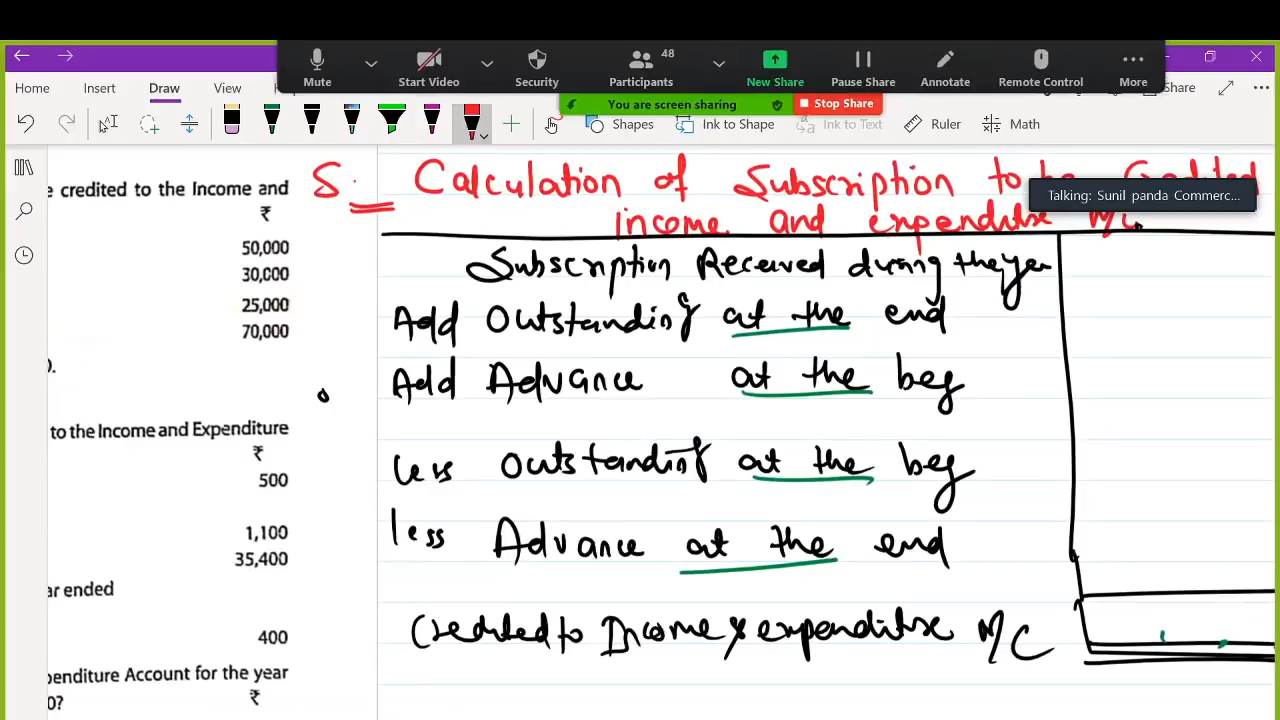 Mute
Start Video
Security
Participants
48
New Share
Pause Share
Annotate
Remote Control
More
You are screen sharing
Stop Share
Share
Home
Insert
Draw
View
Shapes
Ink to Shape
Ink to Text
Ruler
Math
Talking: Sunil panda Commerc...
e credited to the Income and
₹
50,000
30,000
25,000
70,000
).
to the Income and Expenditure
₹
500
1,100
35,400
ar ended
400
penditure Account for the year
0?
₹
S.
Calculation of Subscription to be Credited
income and expenditure A/C
Subscription Received during the year
Add Outstanding at the end
Add Advance at the beg
less Outstanding at the beg
less Advance at the end
Credited to Income & expenditure A/C